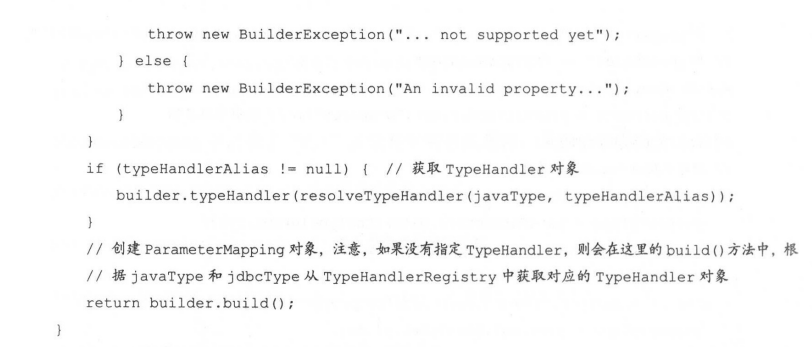 throw new BuilderException("... not supported yet");
} else {
throw new BuilderException("An invalid property...");
}
}
if (typeHandlerAlias != null) { // 获取 TypeHandler 对象
builder.typeHandler(resolveTypeHandler(javaType, typeHandlerAlias));
}
// 创建 ParameterMapping 对象，注意，如果没有指定 TypeHandler，则会在这里的 build()方法中，根
// 据 javaType 和 jdbcType 从 TypeHandlerRegistry 中获取对应的 TypeHandler 对象
return builder.build();
}